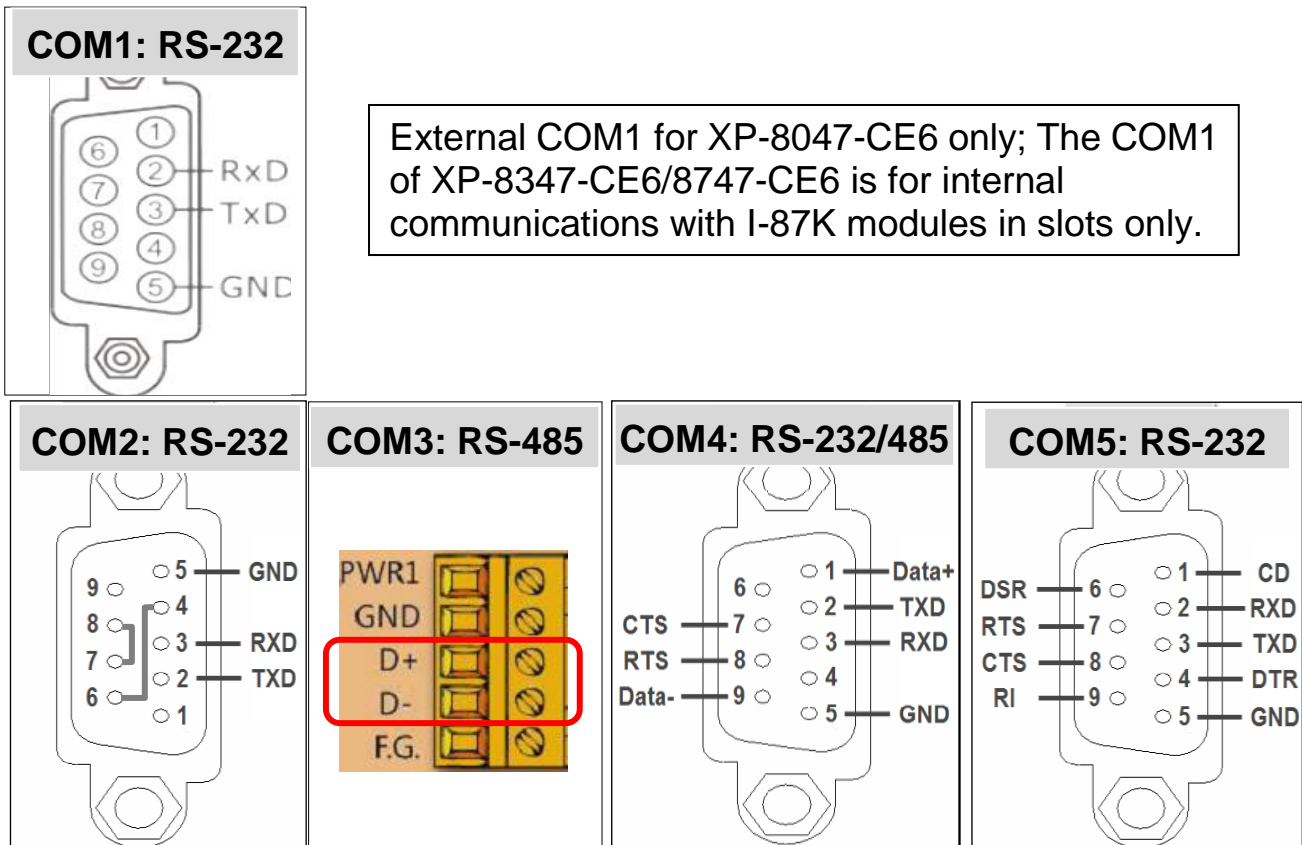 COM1: RS-232
1
6
2 RxD
7
3 TxD
8
4
9
5 GND
External COM1 for XP-8047-CE6 only; The COM1
of XP-8347-CE6/8747-CE6 is for internal
communications with I-87K modules in slots only.
COM2: RS-232
5 GND
9
4
8
3 RXD
7
2 TXD
6
1
COM3: RS-485
PWR1
GND
D+
D-
F.G.
COM4: RS-232/485
1 Data+
6
2 TXD
CTS 7
3 RXD
RTS 8
4
Data- 9
5 GND
COM5: RS-232
1 CD
DSR 6
2 RXD
RTS 7
3 TXD
CTS 8
4 DTR
RI 9
5 GND